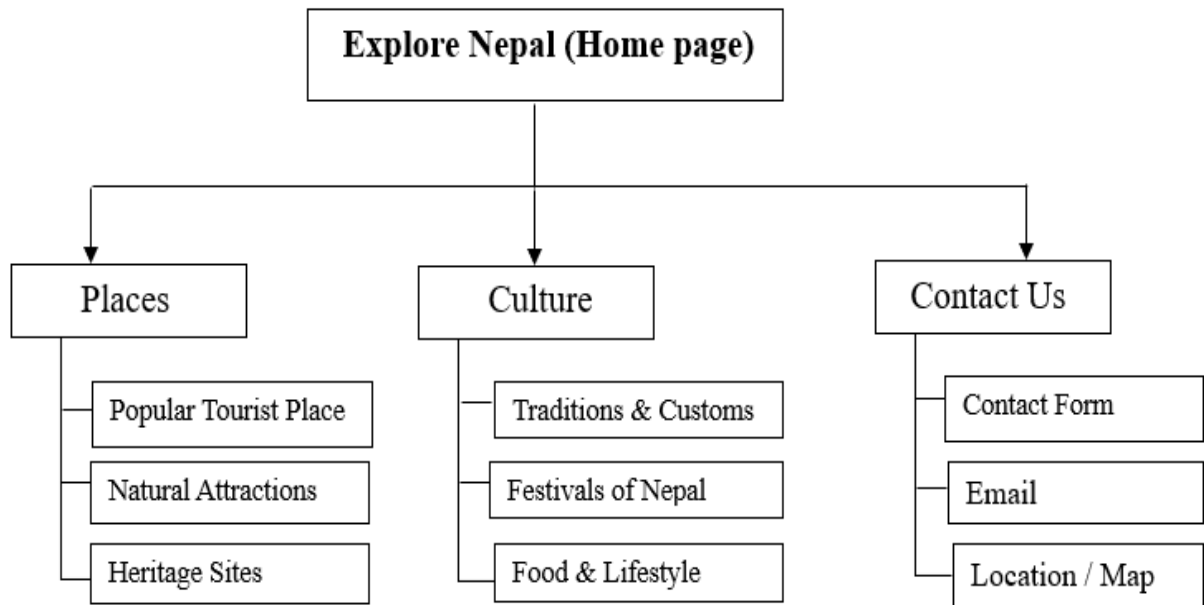 Explore Nepal (Home page)
Places
Popular Tourist Place
Natural Attractions
Heritage Sites
Culture
Traditions & Customs
Festivals of Nepal
Food & Lifestyle
Contact Us
Contact Form
Email
Location / Map